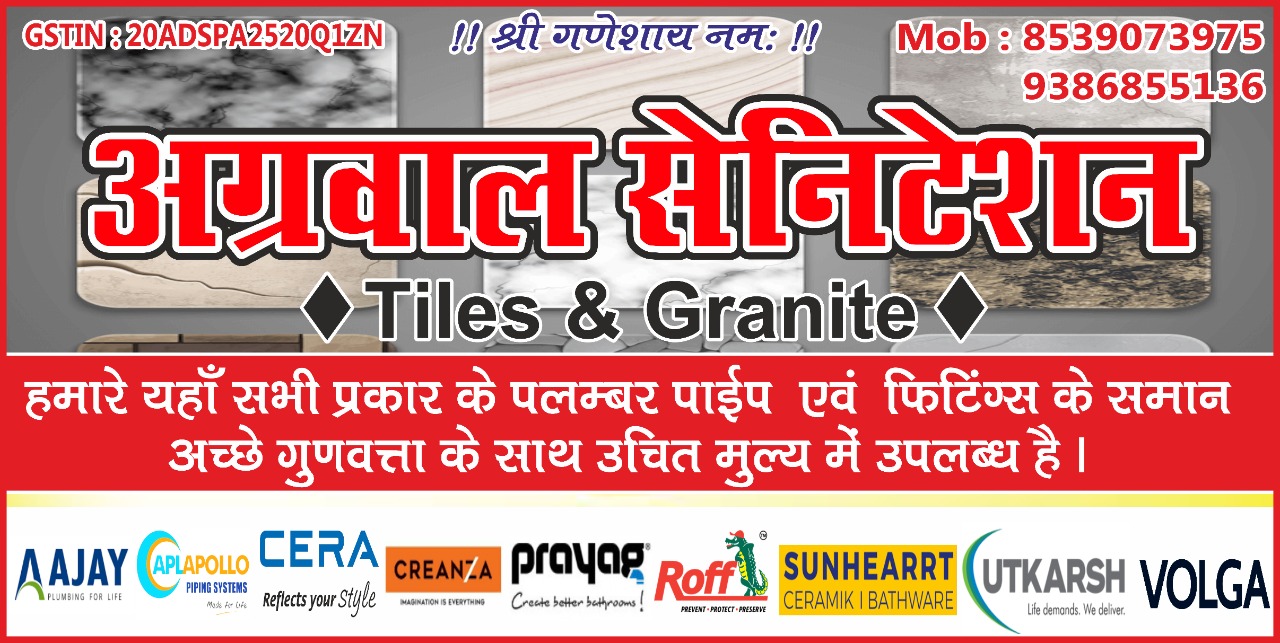 GSTIN : 20ADSPA2520Q1ZN
!! श्री गणेशाय नमः !!
Mob : 8539073975
9386855136
अग्रवाल सेनिटेशन
Tiles & Granite
हमारे यहाँ सभी प्रकार के पलम्बर पाईप एवं फिटिंग्स के समान
अच्छे गुणवत्ता के साथ उचित मुल्य में उपलब्ध है।
AJAY
PLUMBING FOR LIFE
APLAPOLLO
PIPING SYSTEMS
Made for Life
CERA
Reflects your Style
CREANZA
IMAGINATION IS EVERYTHING
prayag®
Create better bathrooms!
Roff™
PREVENT • PROTECT • PRESERVE
SUNHEARRT
CERAMIK I BATHWARE
UTKARSH
Life demands. We deliver.
VOLGA